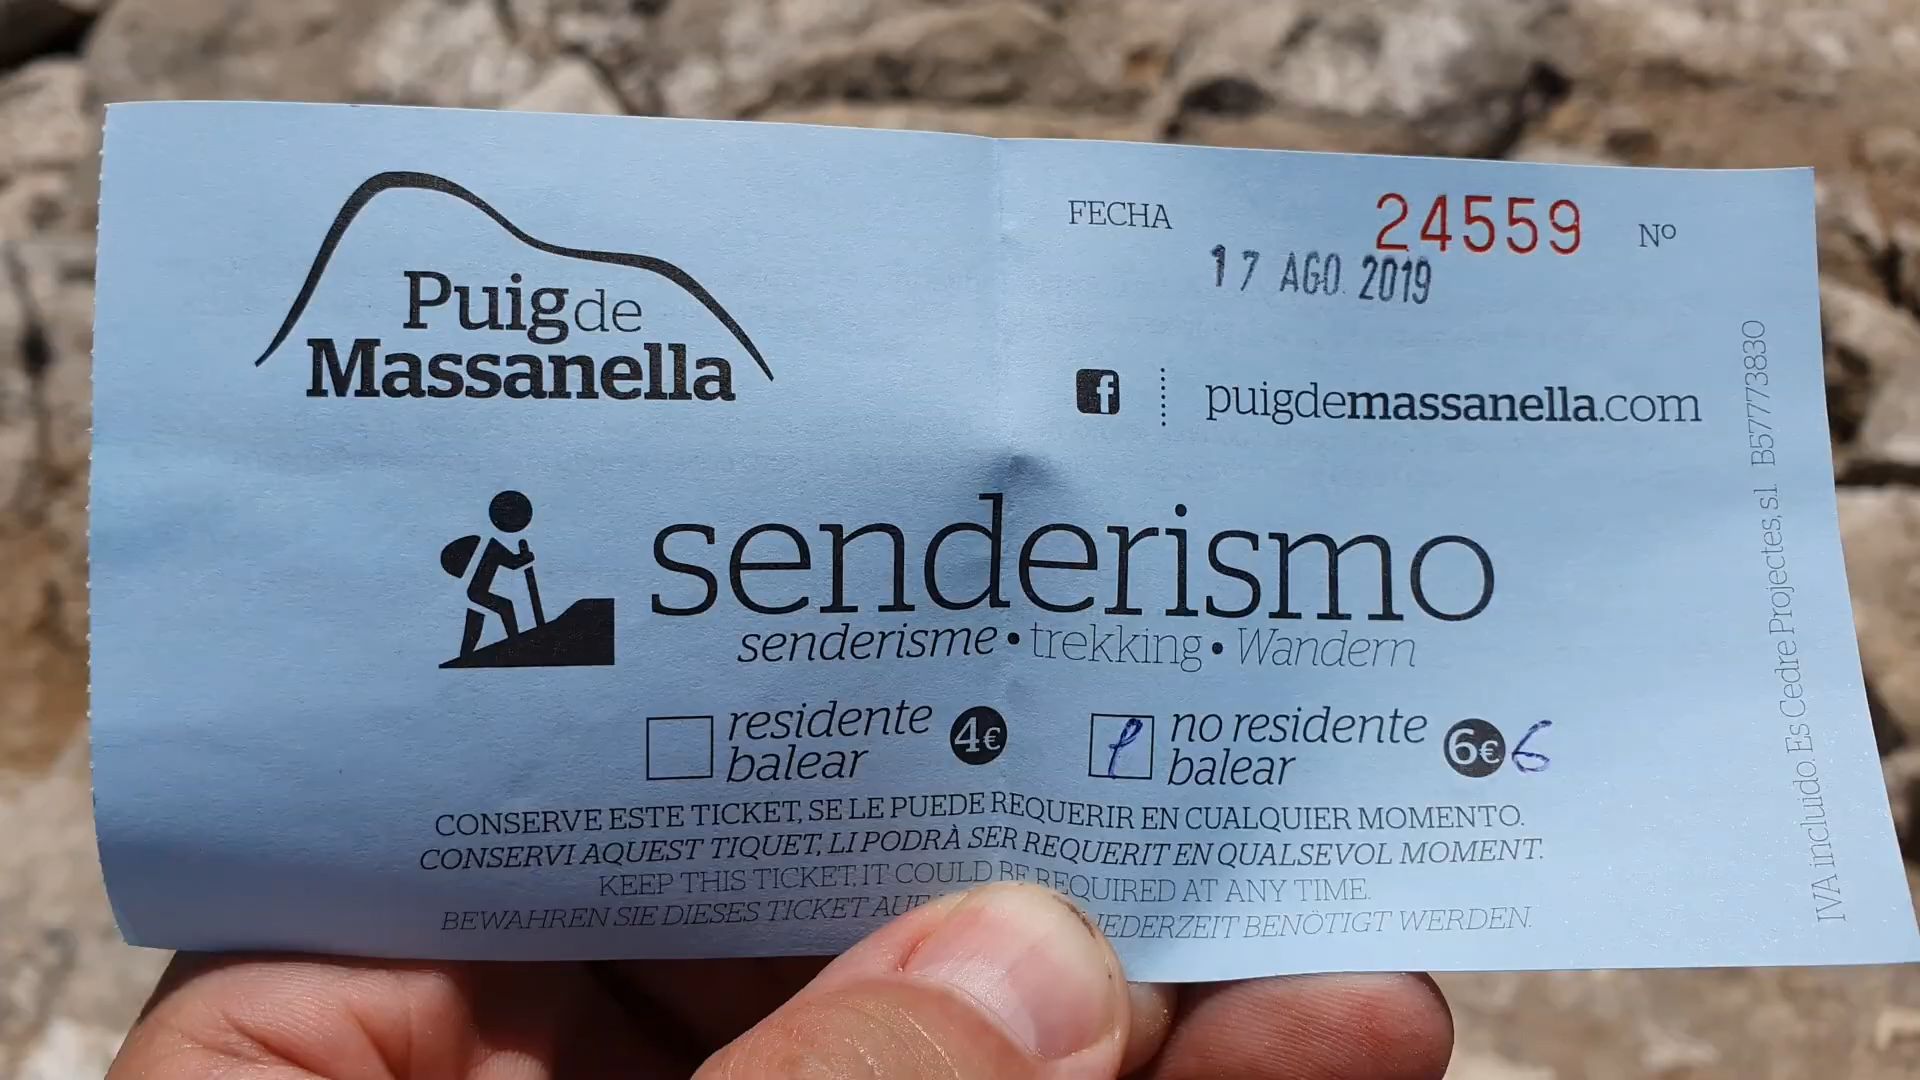 Puig de
Massanella
FECHA
24559
Nº
17 AGO. 2019
f
puigdemassanella.com
senderismo
senderisme • trekking • Wandern
residente
balear
4€
no residente
balear
6€ 6
CONSERVE ESTE TICKET, SE LE PUEDE REQUERIR EN CUALQUIER MOMENTO.
CONSERVI AQUEST TIQUET, LI PODRÀ SER REQUERIT EN QUALSEVOL MOMENT.
KEEP THIS TICKET, IT COULD BE REQUIRED AT ANY TIME.
BEWAHREN SIE DIESES TICKET AUF JEDERZEIT BENÖTIGT WERDEN.
IVA incluido. Es Cedre Projectes, s.l. B57773830